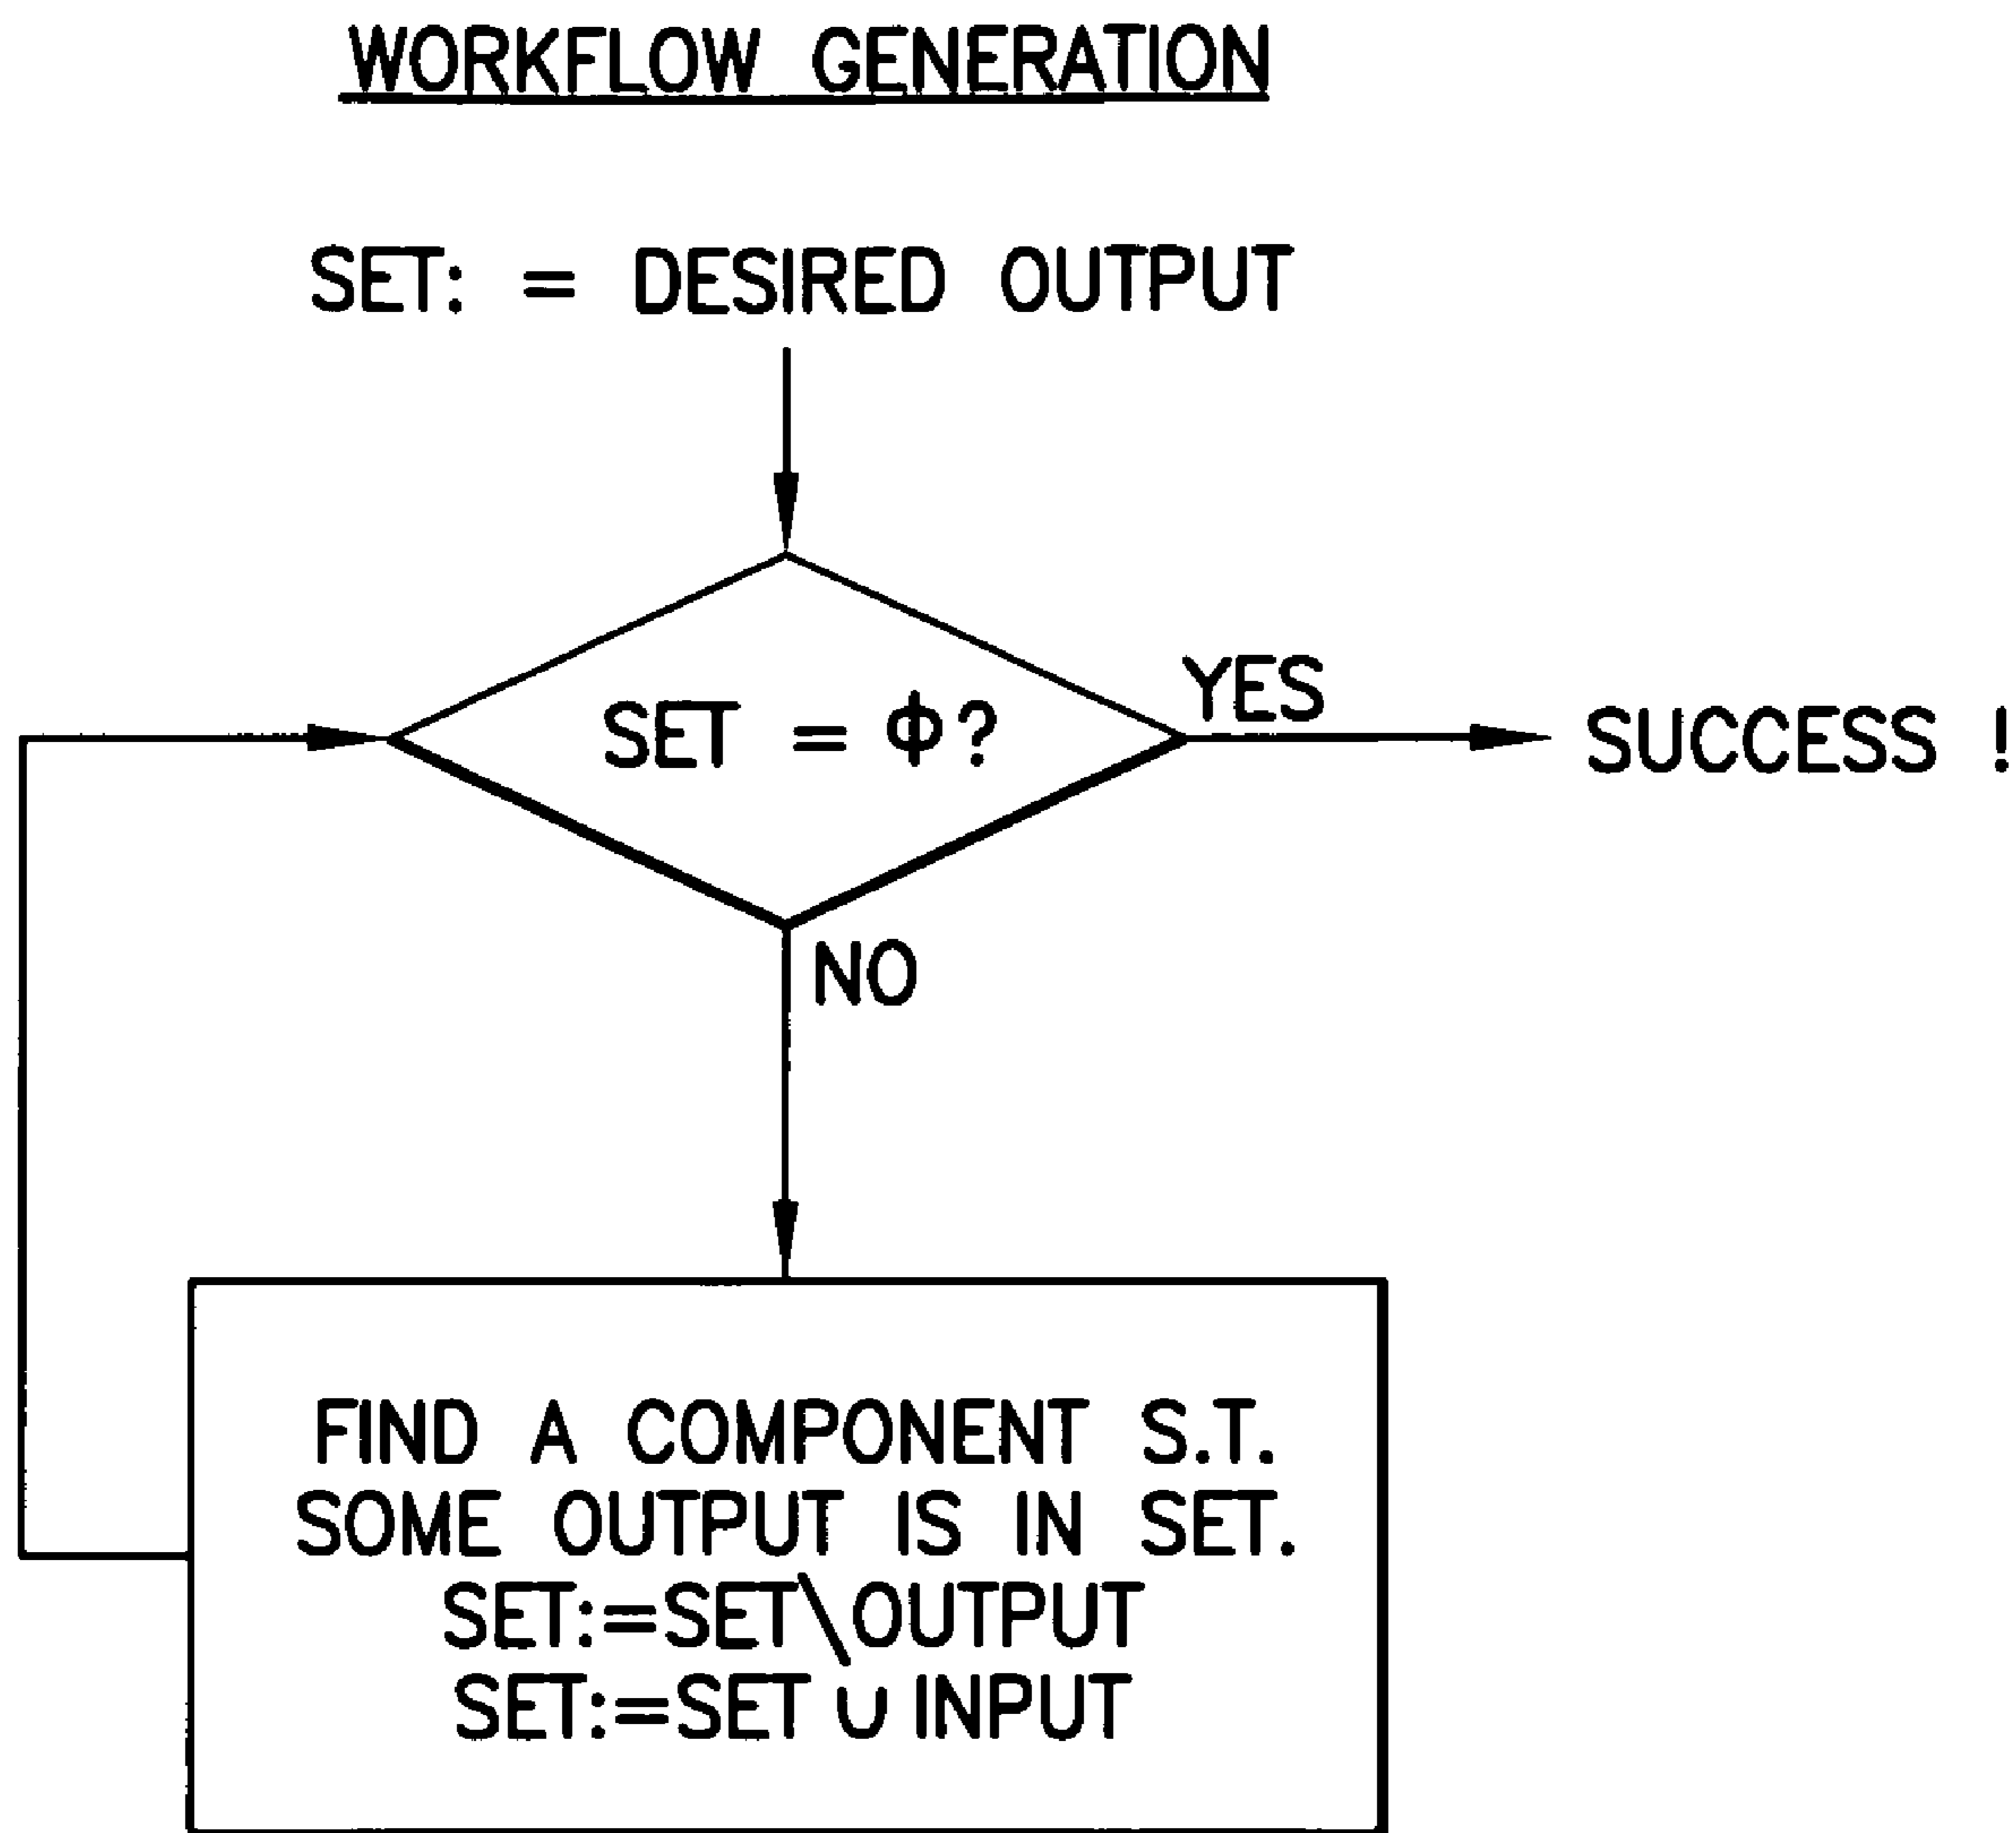 WORKFLOW GENERATION
SET: = DESIRED OUTPUT
SET = Φ?
YES
SUCCESS !
NO
FIND A COMPONENT S.T.
SOME OUTPUT IS IN SET.
SET:=SET\OUTPUT
SET:=SET ∪ INPUT